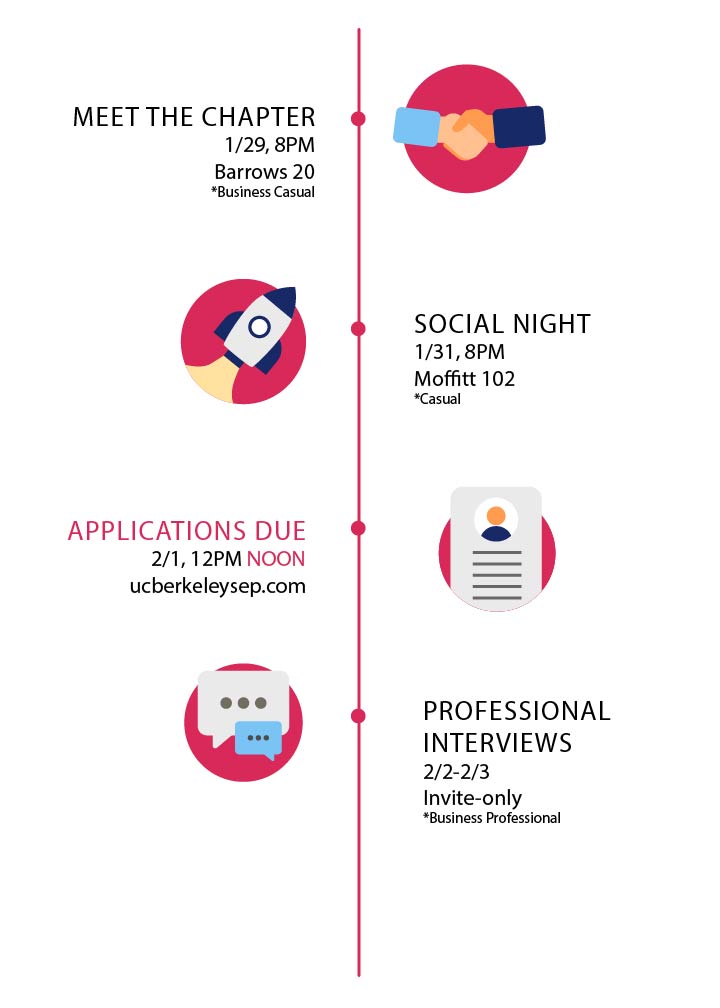 MEET THE CHAPTER
1/29, 8PM
Barrows 20
*Business Casual
SOCIAL NIGHT
1/31, 8PM
Moffitt 102
*Casual
APPLICATIONS DUE
2/1, 12PM NOON
ucberkeleysep.com
PROFESSIONAL
INTERVIEWS
2/2-2/3
Invite-only
*Business Professional